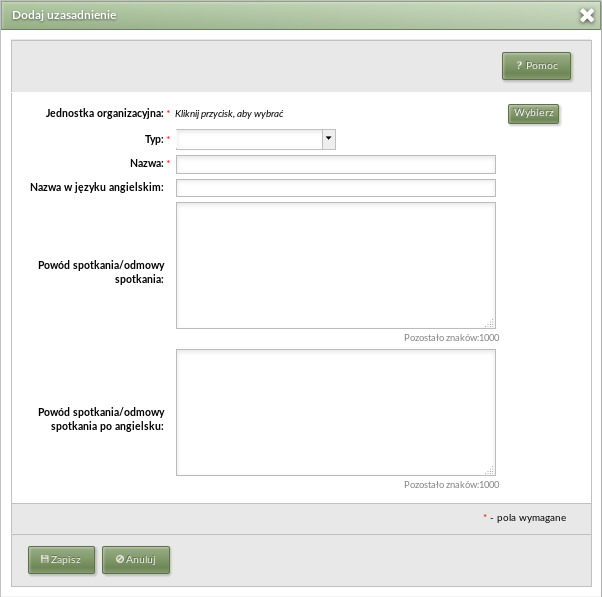 Dodaj uzasadnienie
? Pomoc
Jednostka organizacyjna: * Kliknij przycisk, aby wybrać Wybierz
Typ: *
Nazwa: *
Nazwa w języku angielskim:
Powód spotkania/odmowy
spotkania:
Pozostało znaków:1000
Powód spotkania/odmowy
spotkania po angielsku:
Pozostało znaków:1000
* - pola wymagane
Zapisz Anuluj